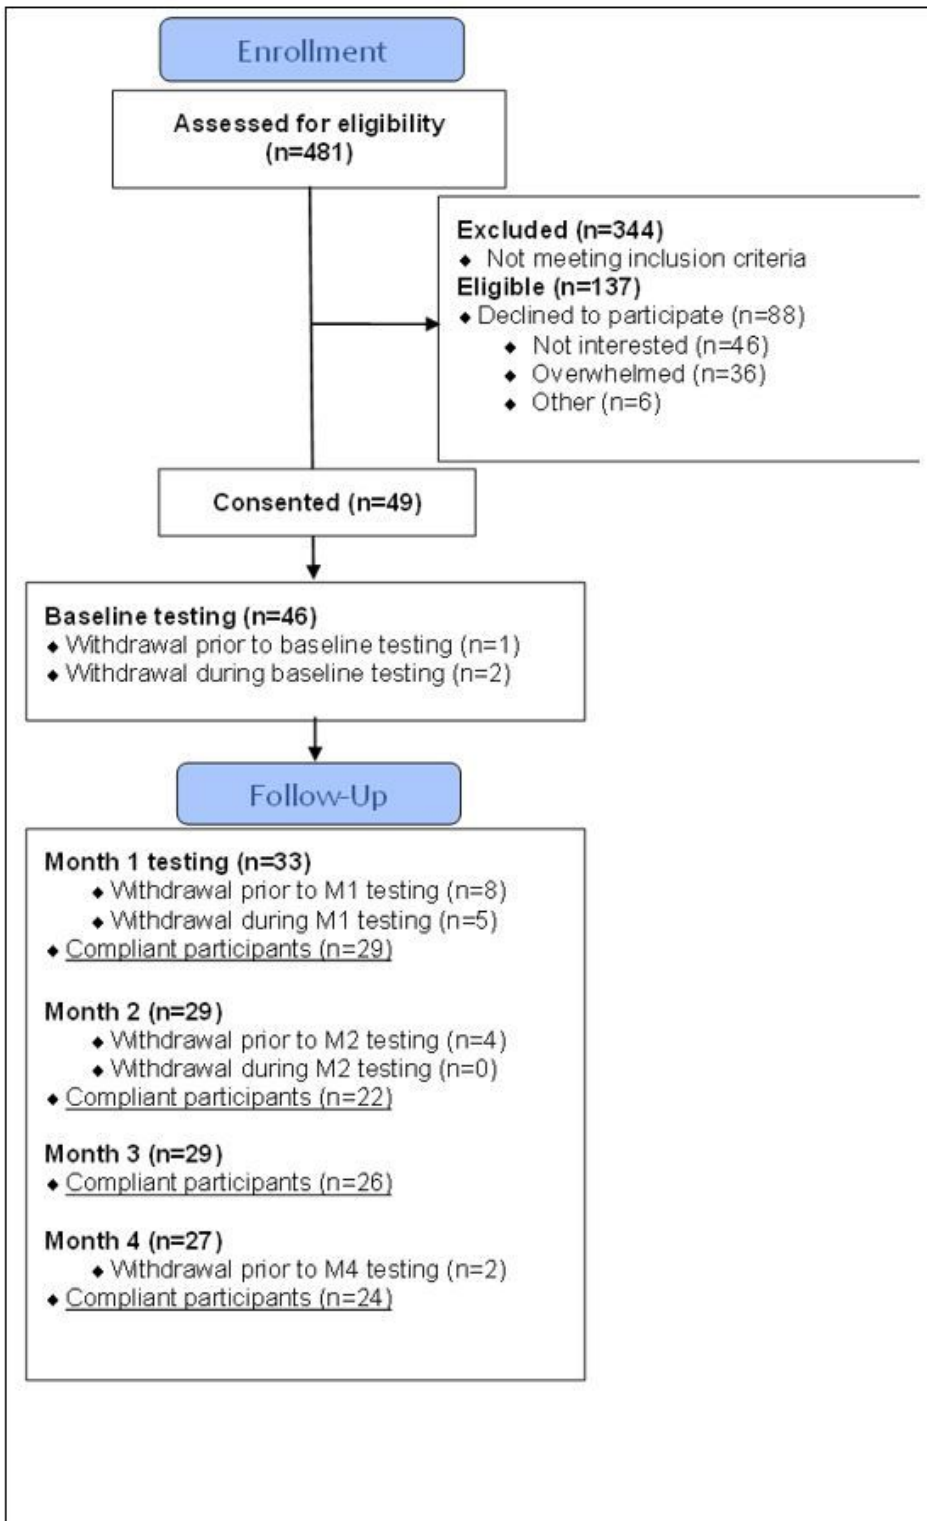 Enrollment
Assessed for eligibility
(n=481)
Excluded (n=344)
◆ Not meeting inclusion criteria
Eligible (n=137)
◆ Declined to participate (n=88)
◆ Not interested (n=46)
◆ Overwhelmed (n=36)
◆ Other (n=6)
Consented (n=49)
Baseline testing (n=46)
◆ Withdrawal prior to baseline testing (n=1)
◆ Withdrawal during baseline testing (n=2)
Follow-Up
Month 1 testing (n=33)
◆ Withdrawal prior to M1 testing (n=8)
◆ Withdrawal during M1 testing (n=5)
◆ Compliant participants (n=29)
Month 2 (n=29)
◆ Withdrawal prior to M2 testing (n=4)
◆ Withdrawal during M2 testing (n=0)
◆ Compliant participants (n=22)
Month 3 (n=29)
◆ Compliant participants (n=26)
Month 4 (n=27)
◆ Withdrawal prior to M4 testing (n=2)
◆ Compliant participants (n=24)